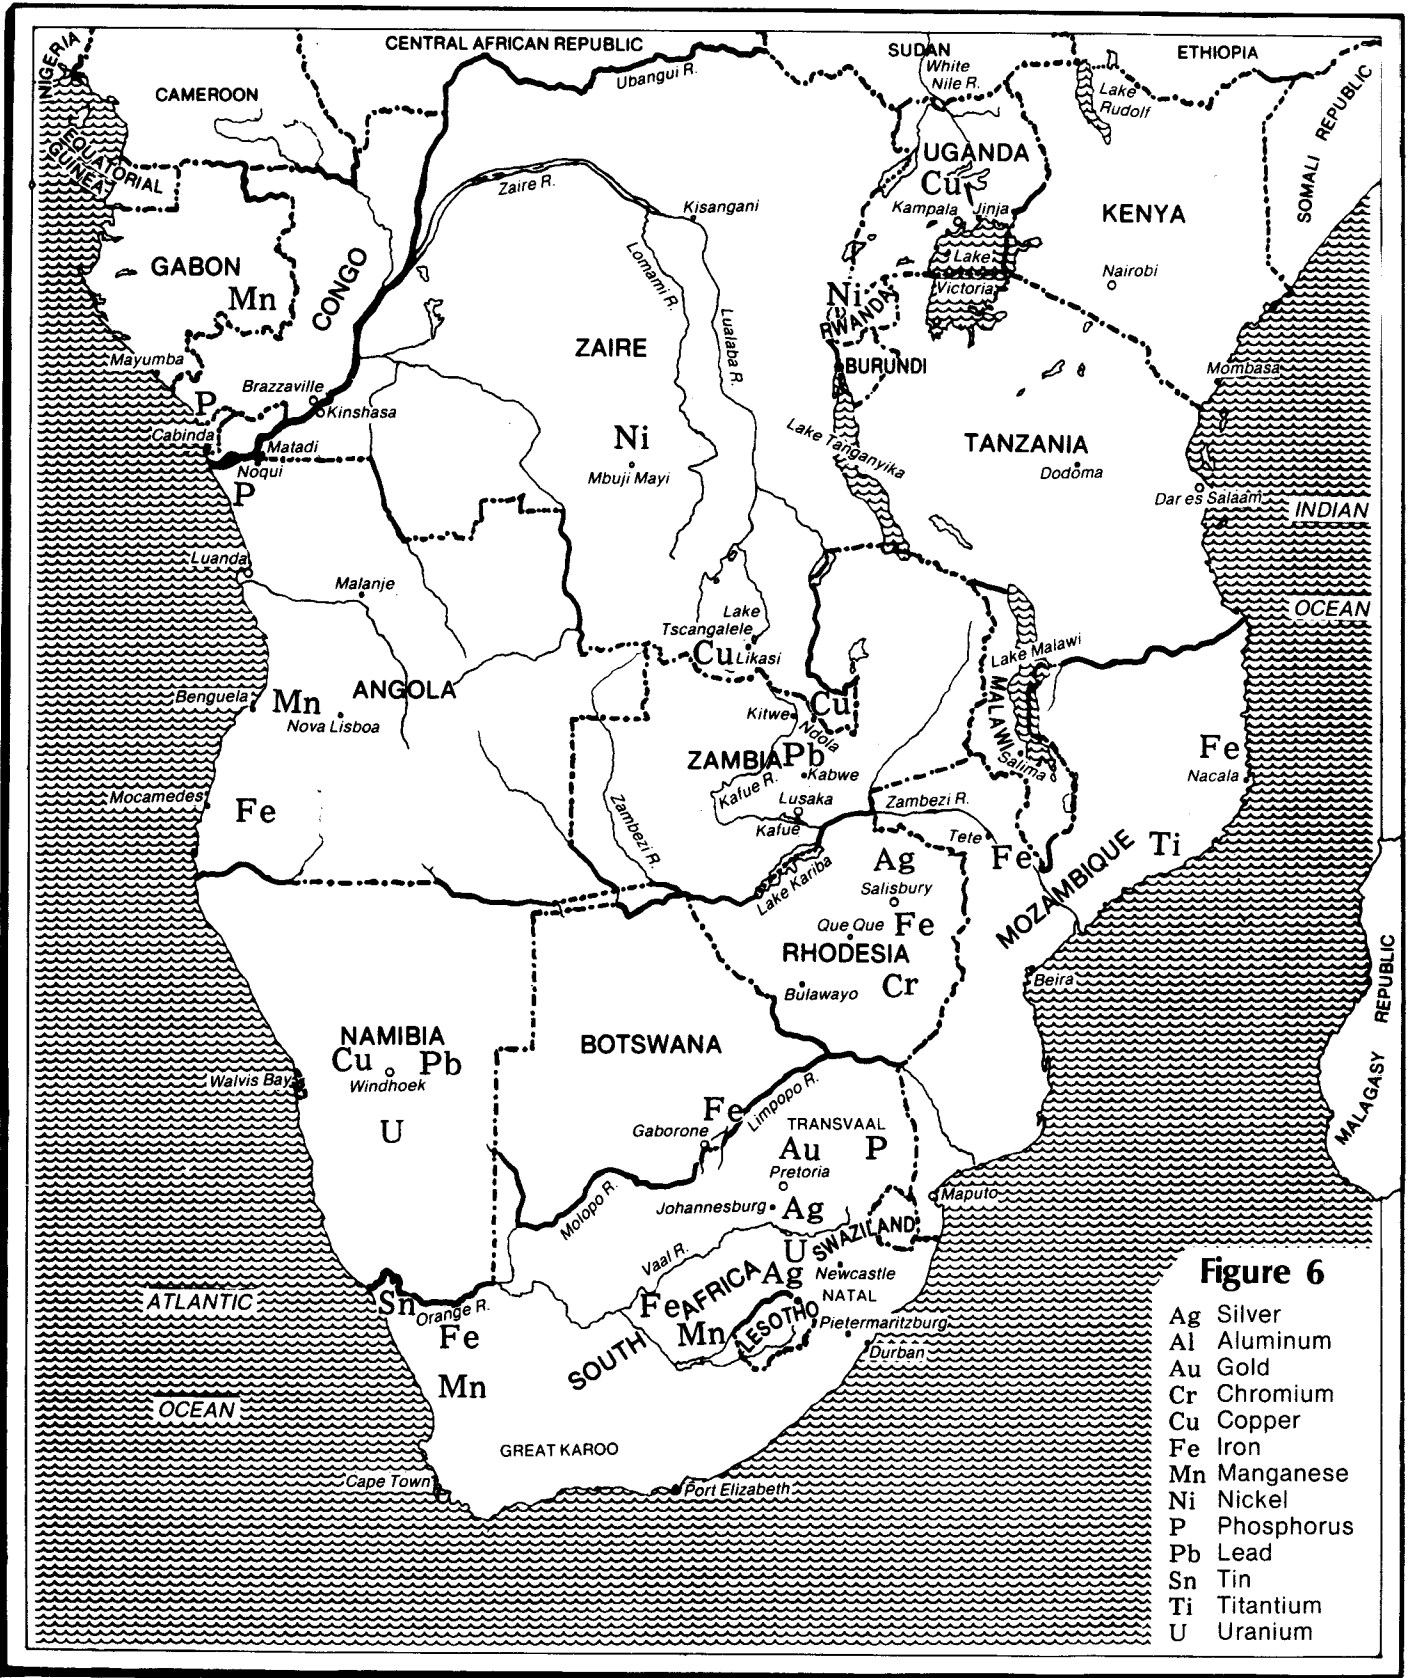 NIGERIA
CENTRAL AFRICAN REPUBLIC
SUDAN
ETHIOPIA
CAMEROON
Ubangui R.
White
Nile R.
Lake
Rudolf
SOMALI REPUBLIC
EQUATORIAL
GUINEA
UGANDA
Cu
Zaire R.
Kisangani
Kampala
Jinja
KENYA
GABON
Mn
CONGO
Lomami R.
Lake
Victoria
Nairobi
Ni
RWANDA
Lualaba R.
ZAIRE
Mayumba
BURUNDI
Mombasa
Brazzaville
Kinshasa
P
Cabinda
Matadi
Noqui
P
Ni
Mbuji Mayi
Lake Tanganyika
TANZANIA
Dodoma
Dar es Salaam
INDIAN
OCEAN
Luanda
Malanje
Lake
Tscangalele
Cu
Likasi
Lake Malawi
Benguela
Mn
ANGOLA
Nova Lisboa
Kitwe
Cu
Ndola
MALAWI
Salima
Fe
Nacala
ZAMBIA
Pb
Kabwe
Kafue R.
Mocamedes
Fe
Zambezi R.
Lusaka
Kafue
Zambezi R.
Tete
Fe
Ti
Lake Kariba
Ag
Salisbury
MOZAMBIQUE
Que Que
Fe
RHODESIA
Bulawayo
Cr
Beira
MALAGASY REPUBLIC
NAMIBIA
Cu
Pb
Windhoek
Walvis Bay
U
BOTSWANA
Fe
Gaborone
Limpopo R.
TRANSVAAL
Au
P
Pretoria
Johannesburg
Ag
Maputo
Molopo R.
Vaal R.
SWAZILAND
U
Ag
Newcastle
NATAL
ATLANTIC
OCEAN
Sn
Orange R.
Fe
Mn
Fe
Mn
SOUTH AFRICA
LESOTHO
Pietermaritzburg
Durban
GREAT KAROO
Cape Town
Port Elizabeth
Figure 6
Ag Silver
Al Aluminum
Au Gold
Cr Chromium
Cu Copper
Fe Iron
Mn Manganese
Ni Nickel
P Phosphorus
Pb Lead
Sn Tin
Ti Titantium
U Uranium